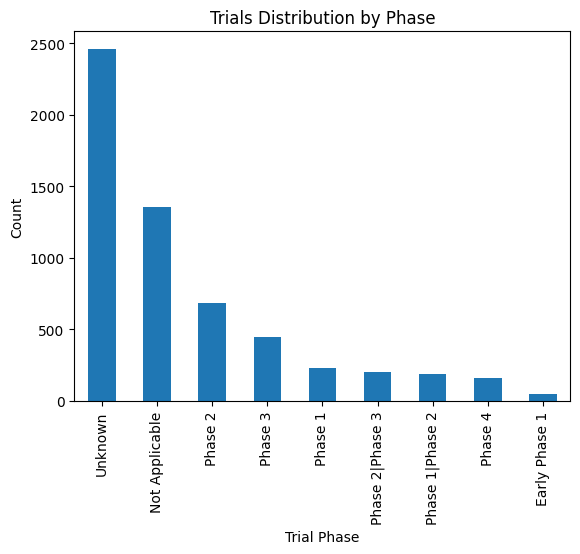 Trials Distribution by Phase
Count
2500
2000
1500
1000
500
0
Unknown
Not Applicable
Phase 2
Phase 3
Phase 1
Phase 2|Phase 3
Phase 1|Phase 2
Phase 4
Early Phase 1
Trial Phase